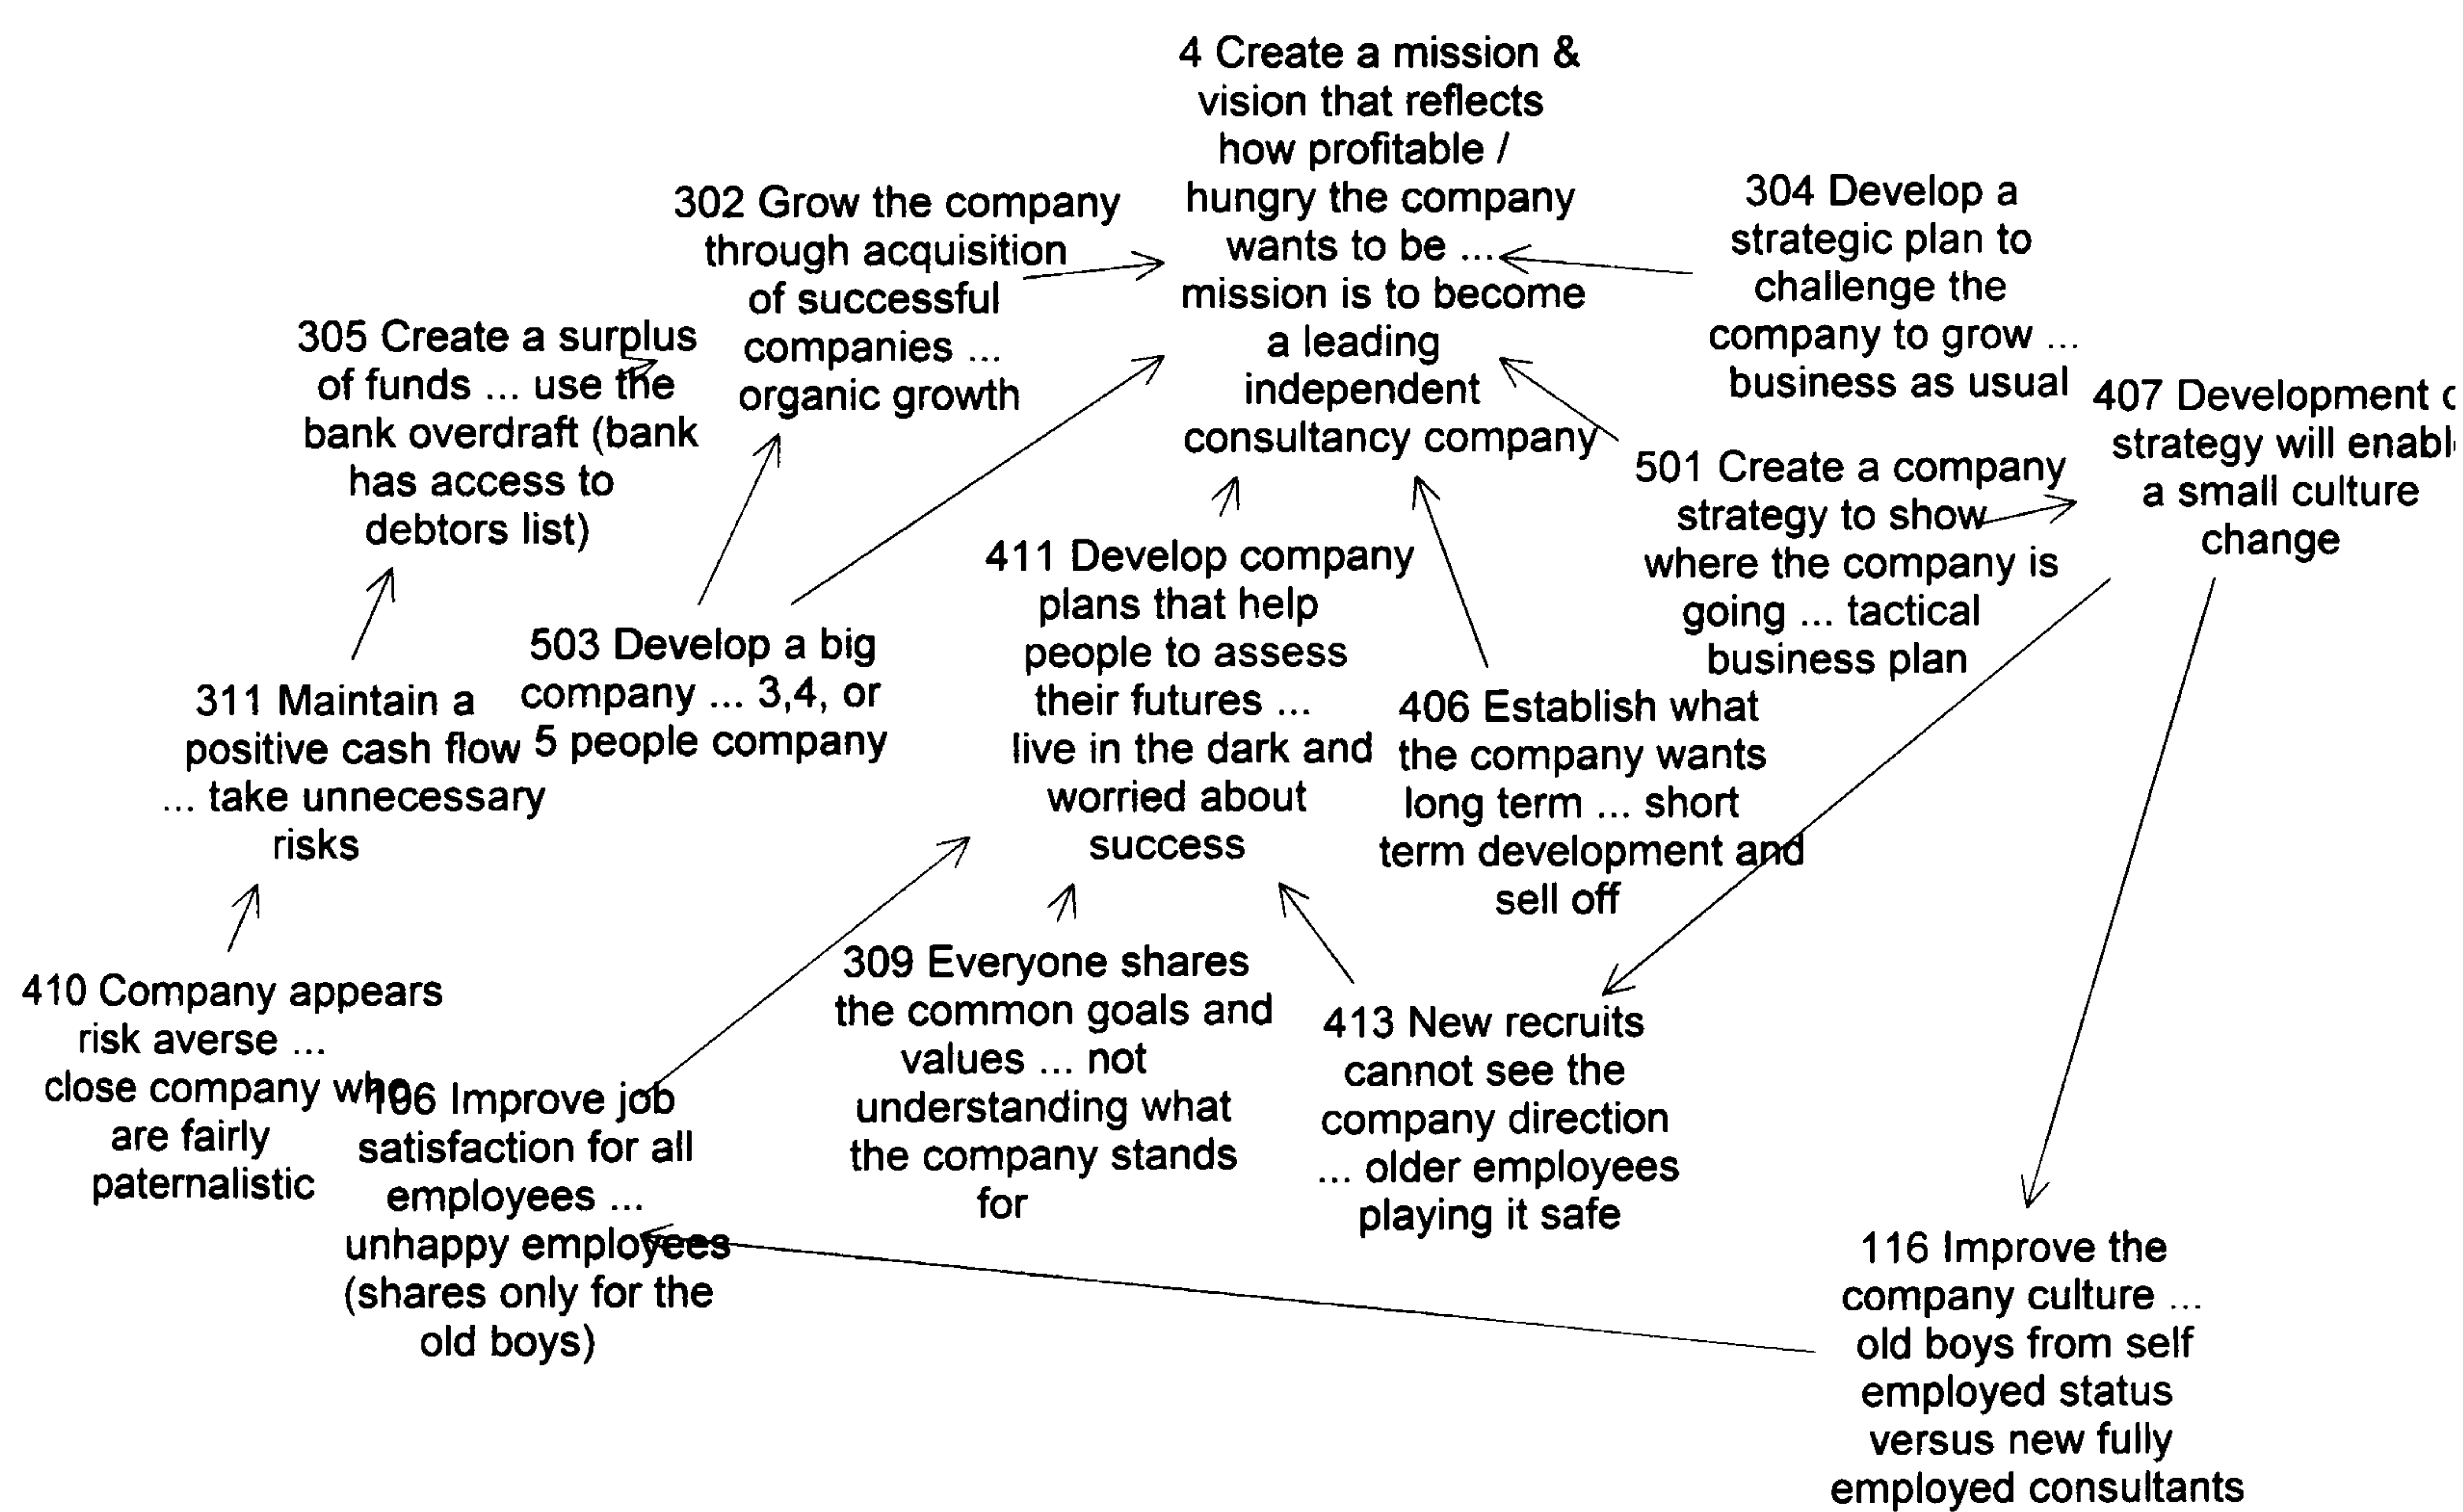 4 Create a mission &
vision that reflects
how profitable /
hungry the company
wants to be ...
mission is to become
a leading
independent
consultancy company
302 Grow the company
through acquisition
of successful
companies ...
organic growth
304 Develop a
strategic plan to
challenge the
company to grow ...
business as usual
305 Create a surplus
of funds ... use the
bank overdraft (bank
has access to
debtors list)
407 Development
strategy will
a small culture
change
501 Create a company
strategy to show
where the company is
going ... tactical
business plan
411 Develop company
plans that help
people to assess
their futures ...
live in the dark and
worried about
success
503 Develop a big
company ... 3,4, or
5 people company
311 Maintain a
positive cash flow
... take unnecessary
risks
406 Establish what
the company wants
long term ... short
term development and
sell off
410 Company appears
risk averse ...
close company
are fairly
paternalistic
309 Everyone shares
the common goals and
values ... not
understanding what
the company stands
for
413 New recruits
cannot see the
company direction
... older employees
playing it safe
Improve job
satisfaction for all
employees ...
unhappy employees
(shares only for the
old boys)
116 Improve the
company culture ...
old boys from self
employed status
versus new fully
employed consultants